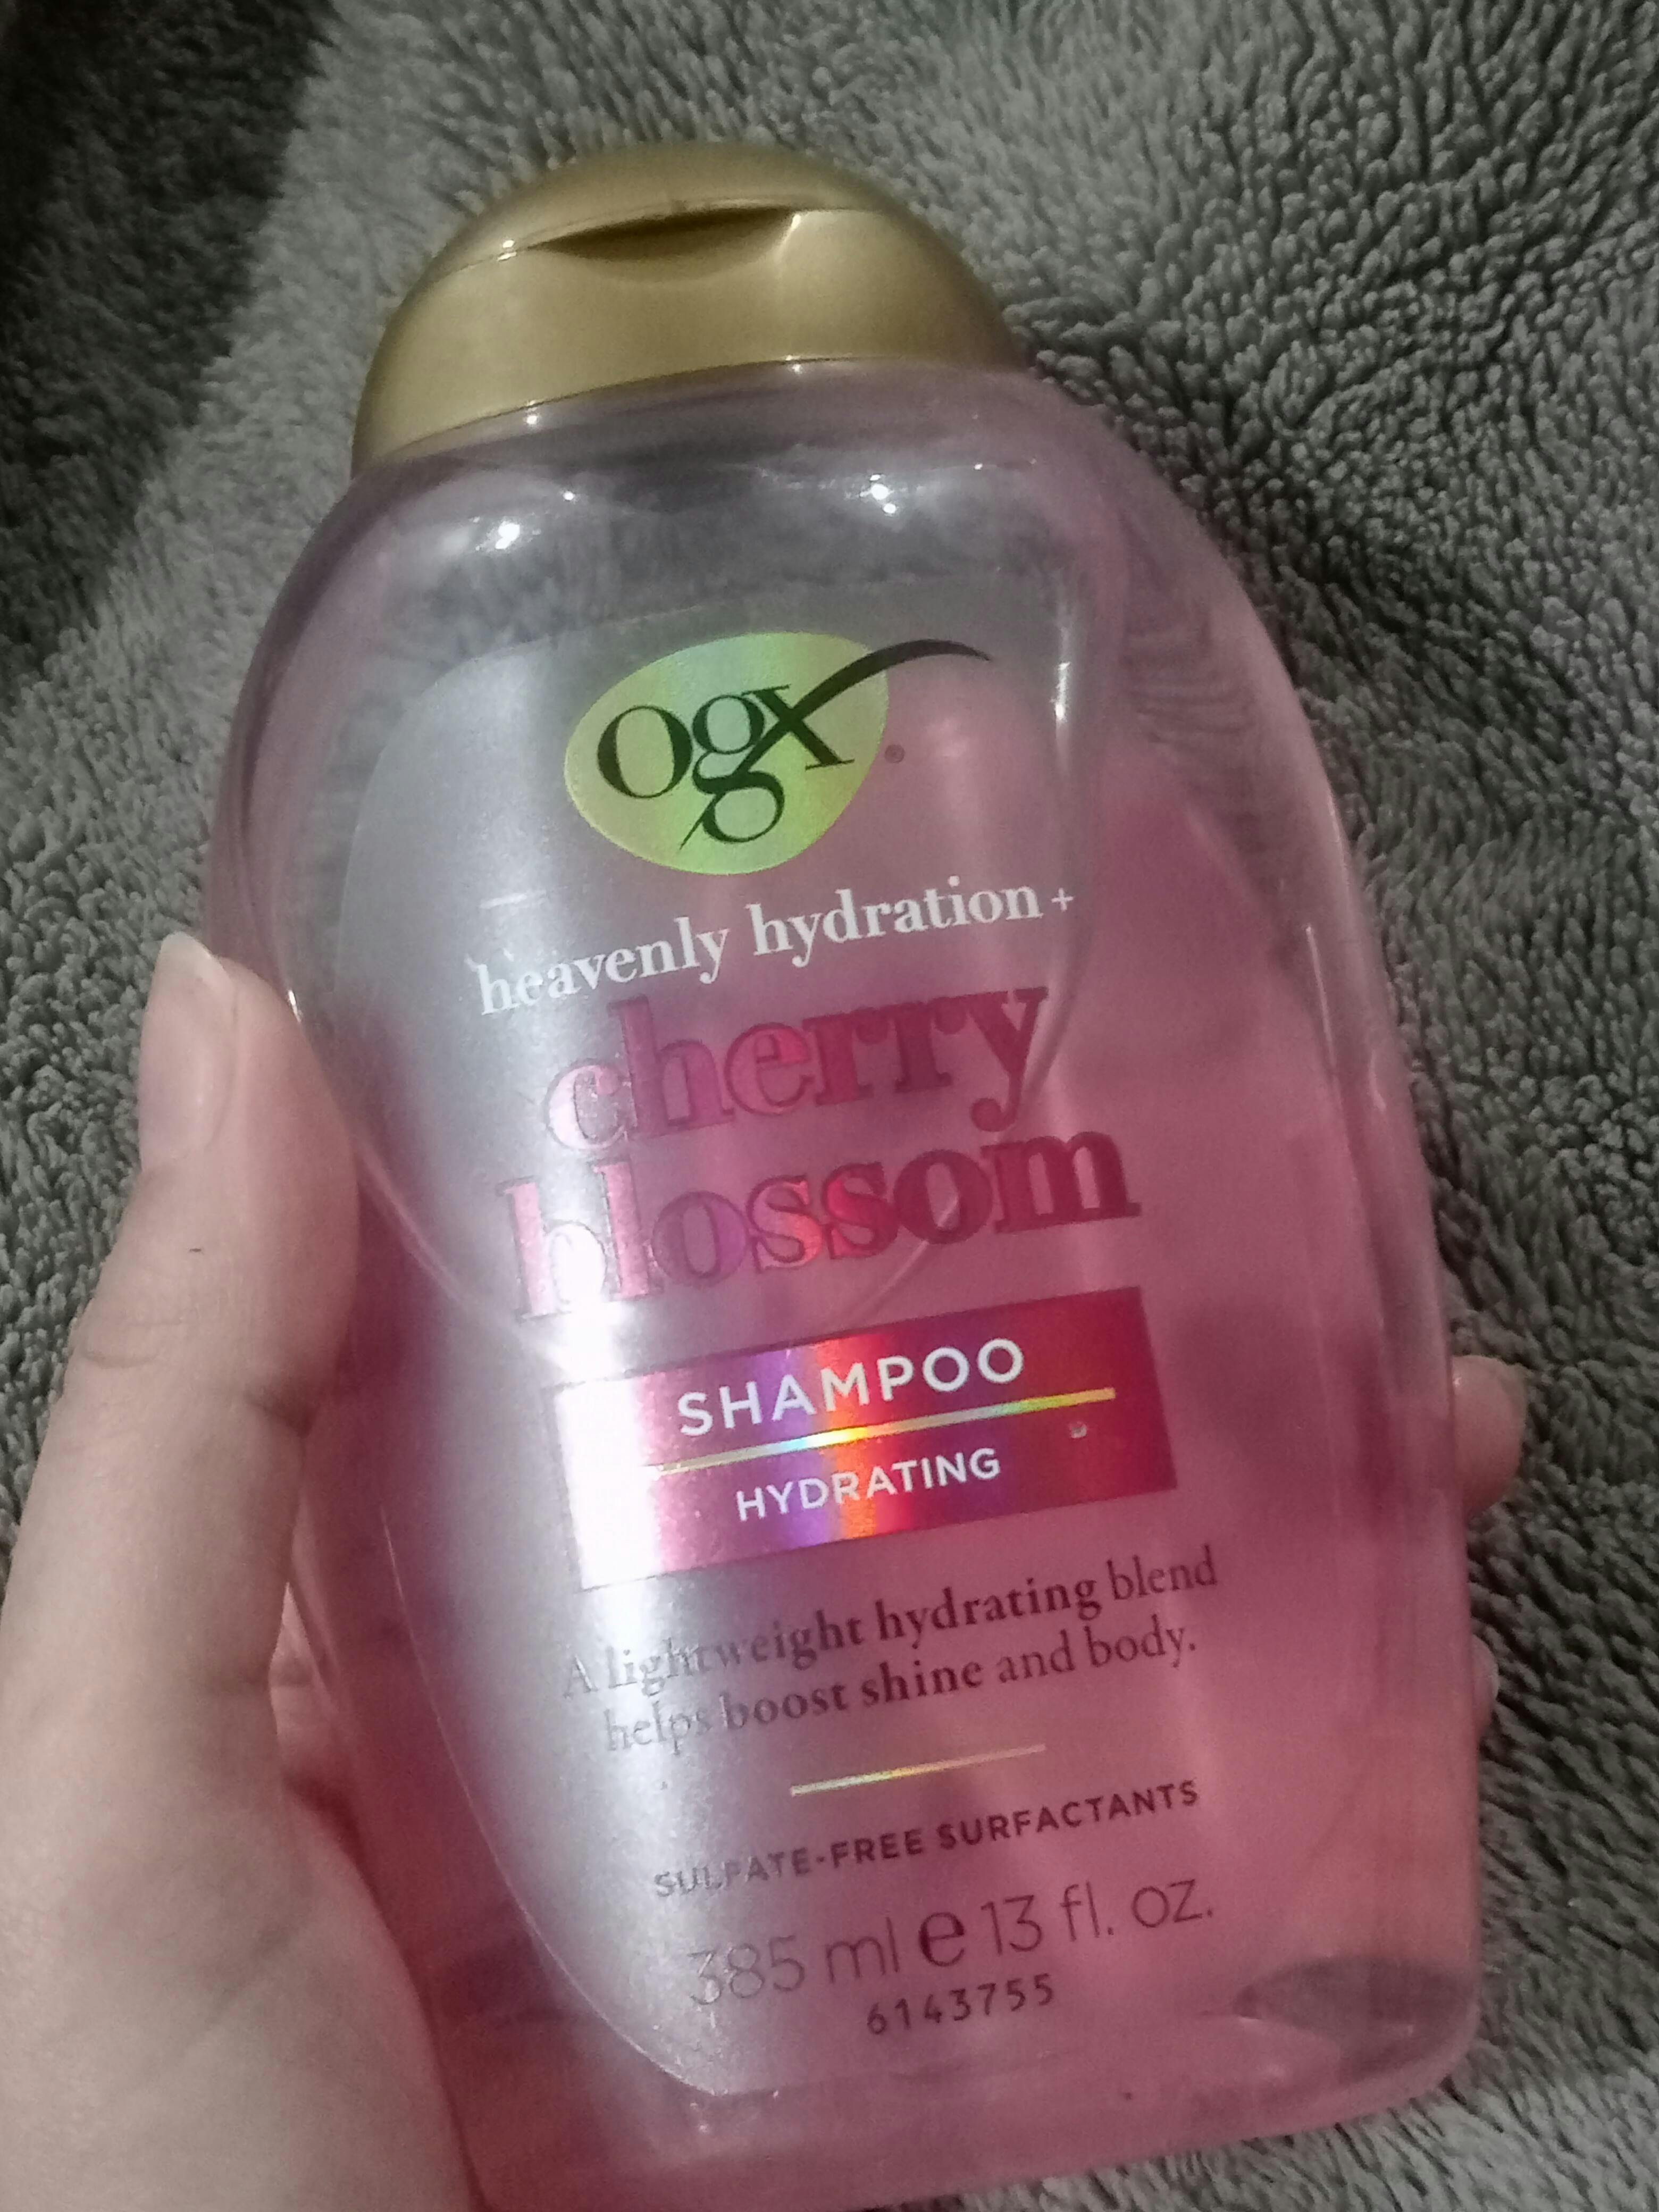 ogx®
heavenly hydration+
cherry
blossom
SHAMPOO
HYDRATING
A lightweight hydrating blend
helps boost shine and body.
SULFATE-FREE SURFACTANTS
385 ml e 13 fl. oz.
6143755